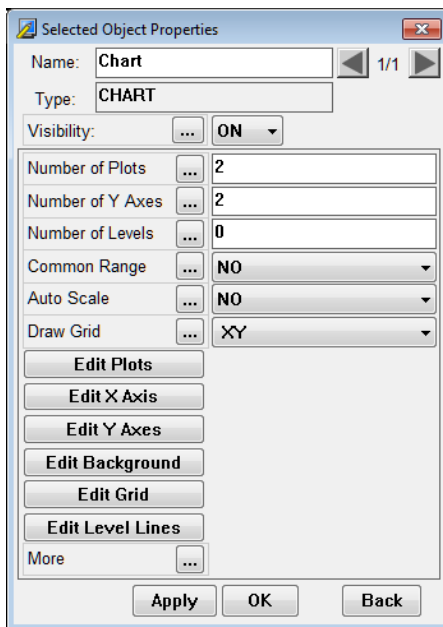 Selected Object Properties
Name: Chart 1/1
Type: CHART
Visibility: ... ON
Number of Plots ... 2
Number of Y Axes ... 2
Number of Levels ... 0
Common Range ... NO
Auto Scale ... NO
Draw Grid ... XY
Edit Plots
Edit X Axis
Edit Y Axes
Edit Background
Edit Grid
Edit Level Lines
More ...
Apply OK Back